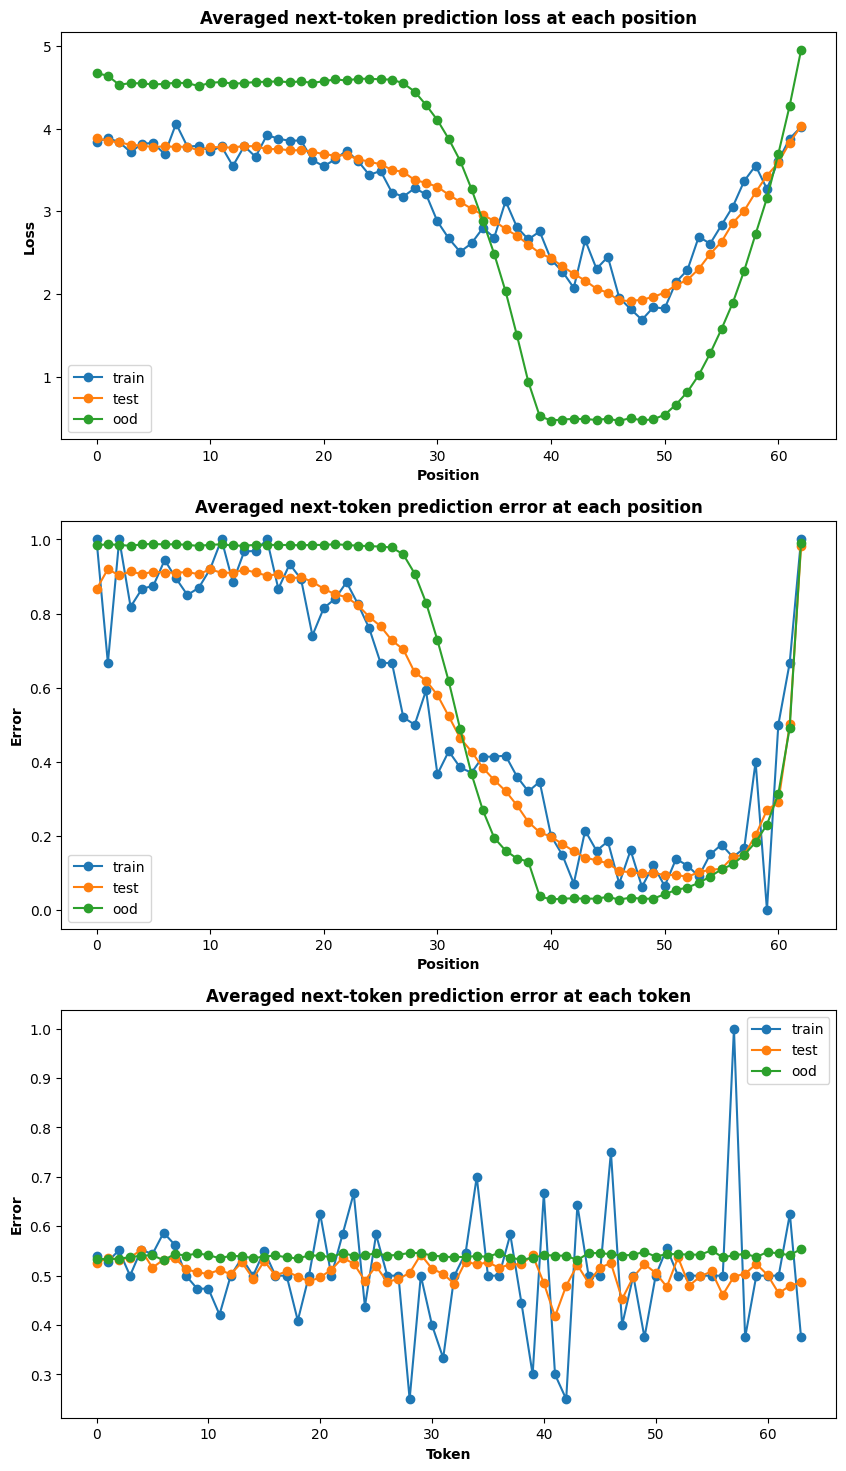 Averaged next-token prediction loss at each position
5
4
3
2
1
Loss
train
test
ood
0 10 20 30 40 50 60
Position
Averaged next-token prediction error at each position
1.0
0.8
0.6
0.4
0.2
0.0
Error
train
test
ood
0 10 20 30 40 50 60
Position
Averaged next-token prediction error at each token
1.0
0.9
0.8
0.7
0.6
0.5
0.4
0.3
Error
train
test
ood
0 10 20 30 40 50 60
Token